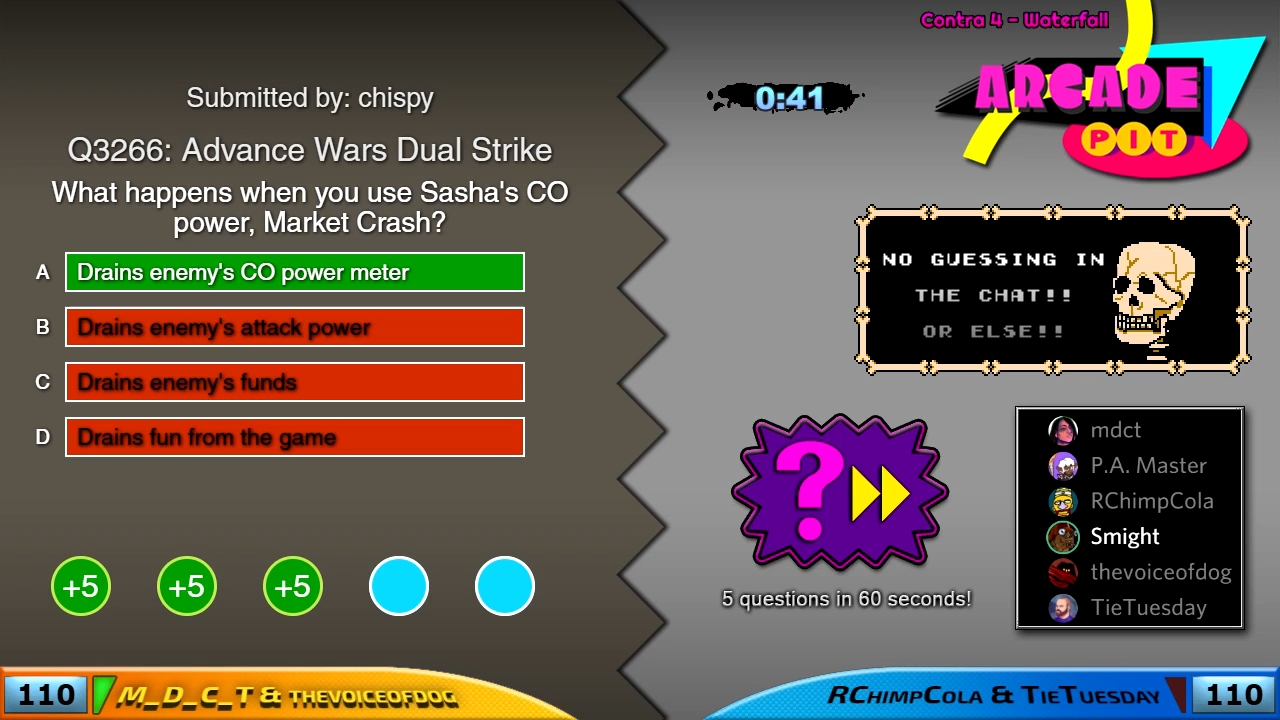 Contra 4 - Waterfall
ARCADE
PIT
0:41
Submitted by: chispy
Q3266: Advance Wars Dual Strike
What happens when you use Sasha's CO
power, Market Crash?
A Drains enemy's CO power meter
B Drains enemy's attack power
C Drains enemy's funds
D Drains fun from the game
+5 +5 +5
NO GUESSING IN
THE CHAT!!
OR ELSE!!
?
5 questions in 60 seconds!
mdct
P.A. Master
RChimpCola
Smight
thevoiceofdog
TieTuesday
110 M_D_C_T & THEVOICEOFDOG
RCHIMPCOLA & TIETUESDAY 110